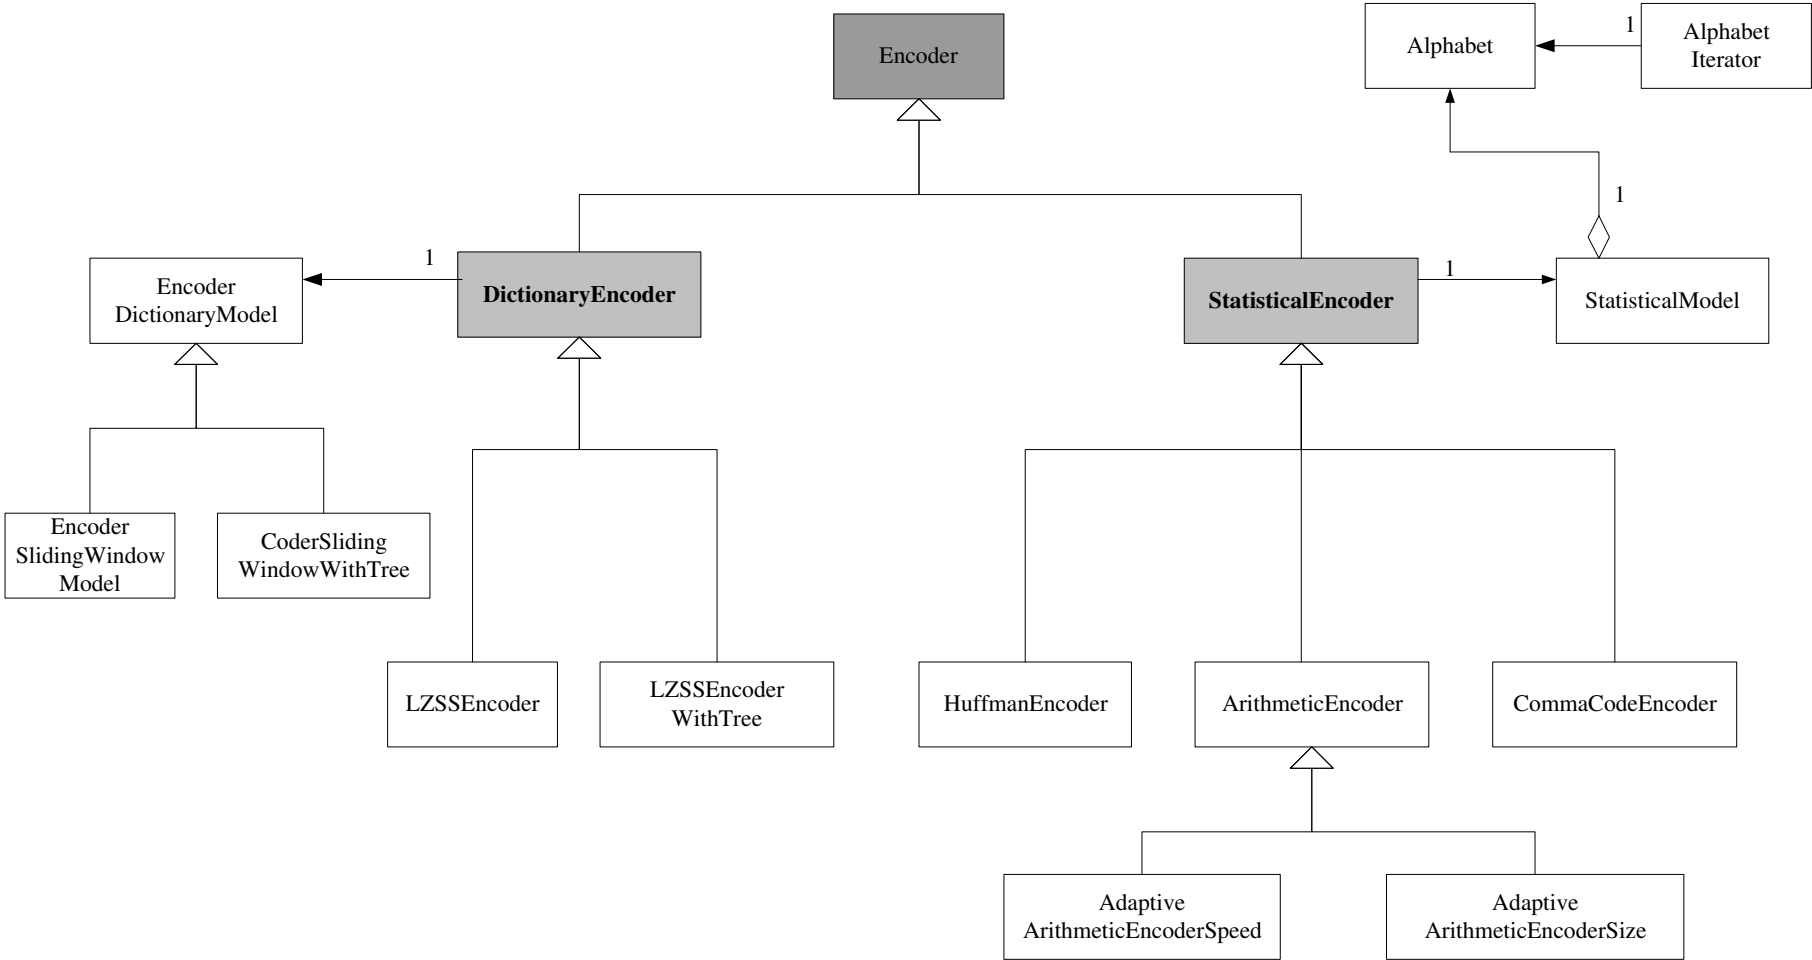 Encoder
Alphabet
1
Alphabet
Iterator
1
1
Encoder
DictionaryModel
DictionaryEncoder
StatisticalEncoder
1
StatisticalModel
Encoder
SlidingWindow
Model
CoderSliding
WindowWithTree
LZSSEncoder
LZSSEncoder
WithTree
HuffmanEncoder
ArithmeticEncoder
CommaCodeEncoder
Adaptive
ArithmeticEncoderSpeed
Adaptive
ArithmeticEncoderSize